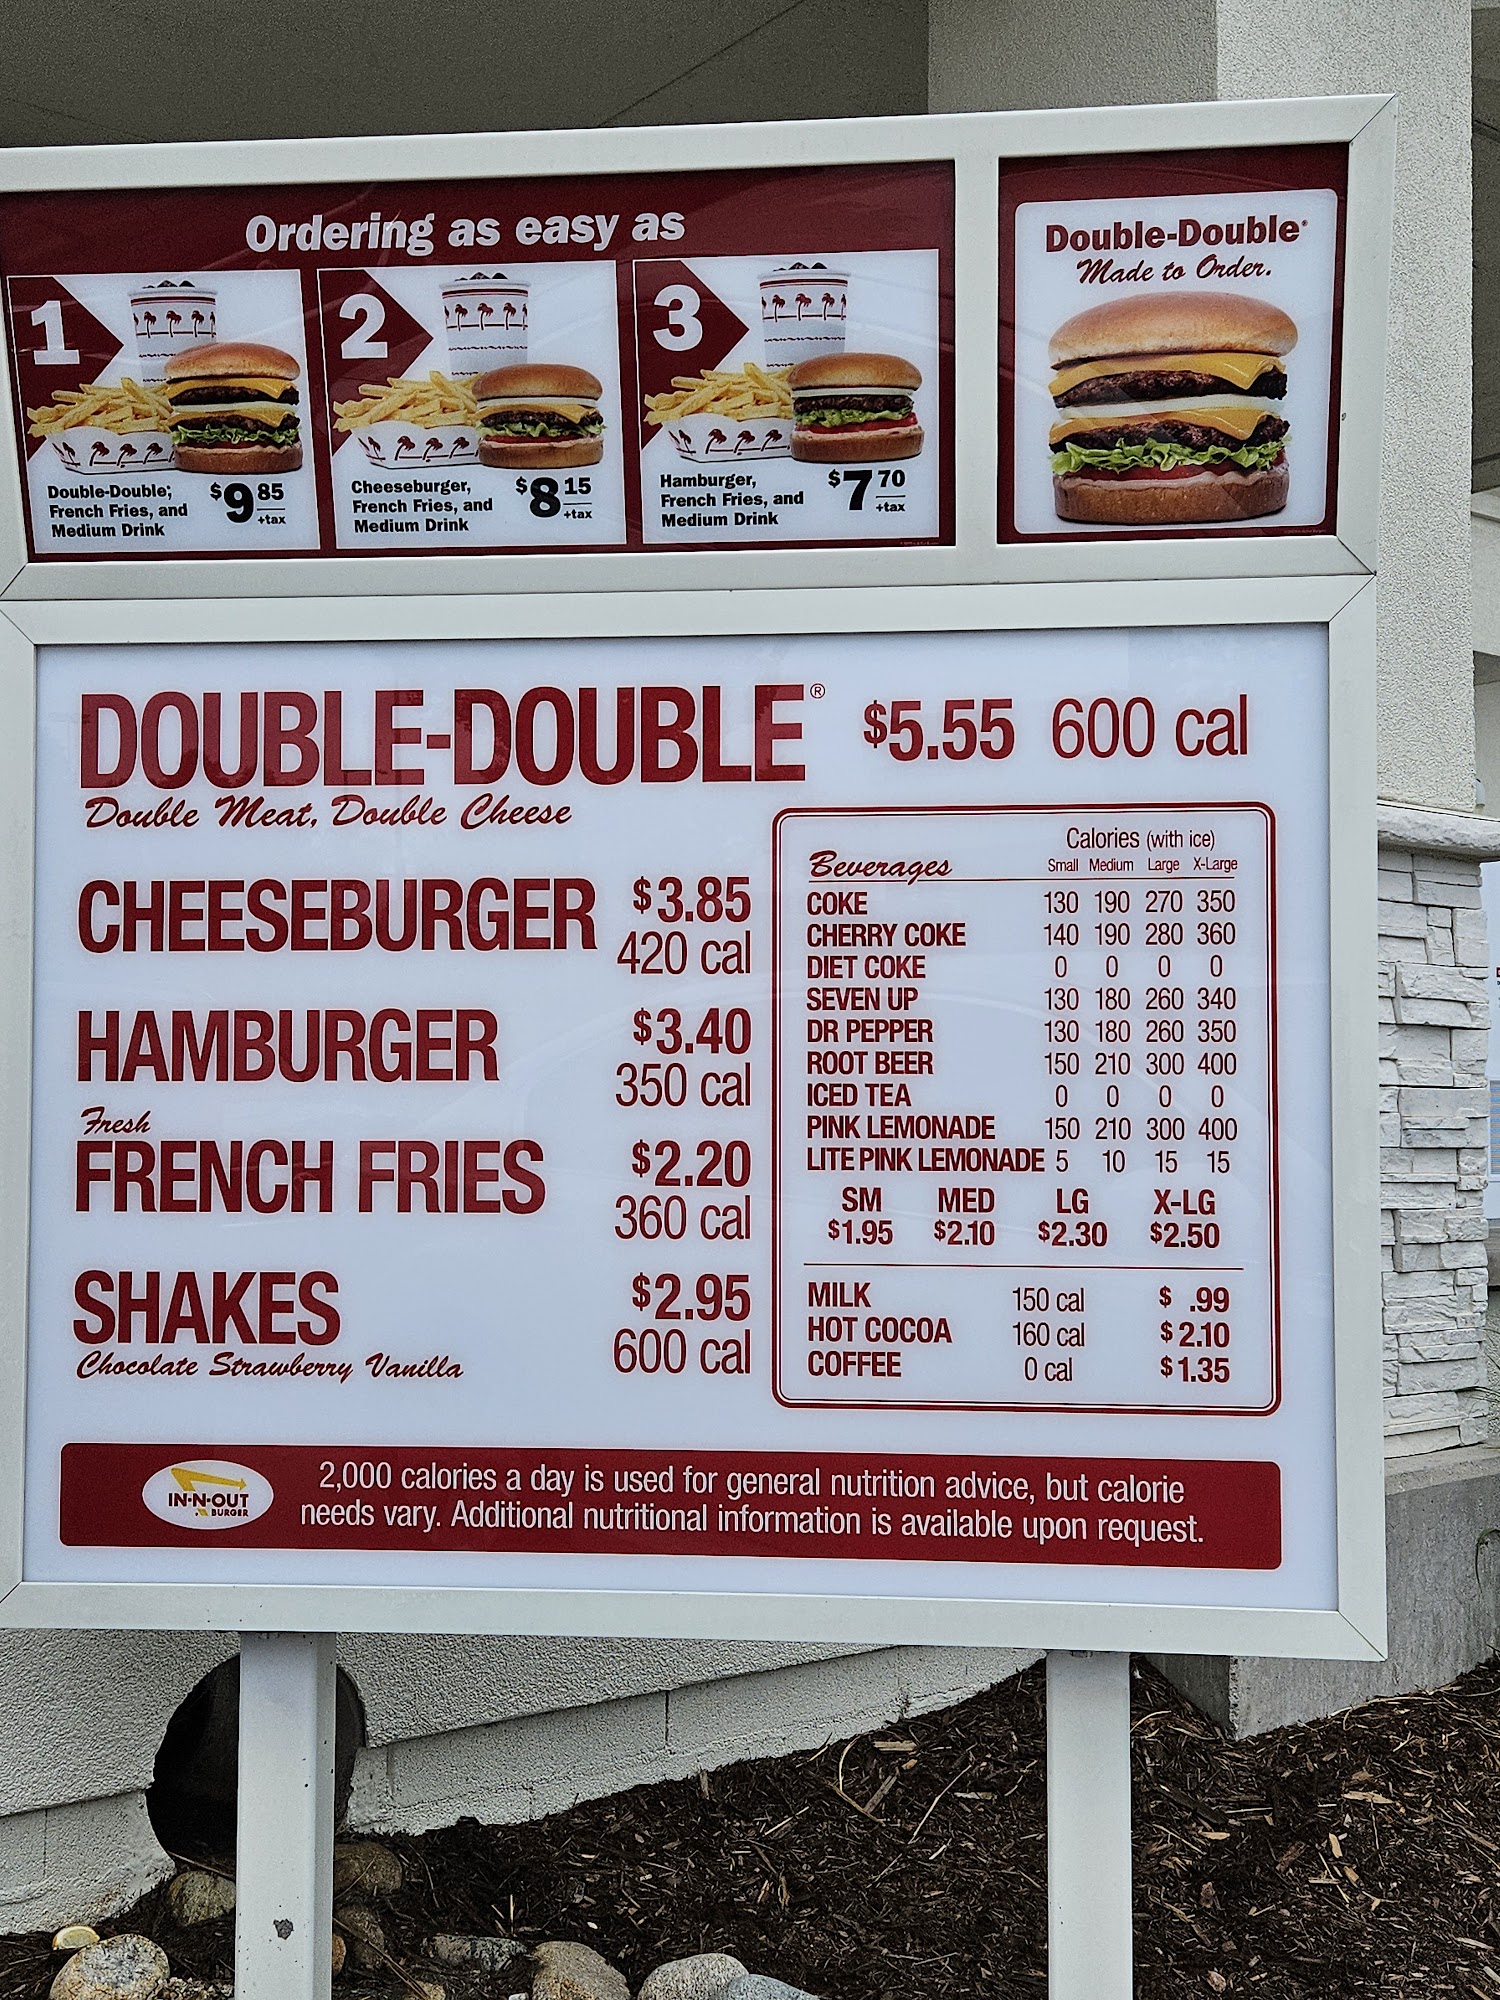 Ordering as easy as
1
Double-Double®,
French Fries, and
Medium Drink
$9 85
+tax
2
Cheeseburger,
French Fries, and
Medium Drink
$8 15
+tax
3
Hamburger,
French Fries, and
Medium Drink
$7 70
+tax
Double-Double®
Made to Order.
DOUBLE-DOUBLE® $5.55 600 cal
Double Meat, Double Cheese
CHEESEBURGER $3.85
420 cal
HAMBURGER $3.40
350 cal
Fresh
FRENCH FRIES $2.20
360 cal
SHAKES $2.95
Chocolate Strawberry Vanilla 600 cal
Calories (with ice)
Beverages Small Medium Large X-Large
COKE 130 190 270 350
CHERRY COKE 140 190 280 360
DIET COKE 0 0 0 0
SEVEN UP 130 180 260 340
DR PEPPER 130 180 260 350
ROOT BEER 150 210 300 400
ICED TEA 0 0 0 0
PINK LEMONADE 150 210 300 400
LITE PINK LEMONADE 5 10 15 15
SM MED LG X-LG
$1.95 $2.10 $2.30 $2.50
MILK 150 cal $ .99
HOT COCOA 160 cal $2.10
COFFEE 0 cal $1.35
IN-N-OUT
BURGER
2,000 calories a day is used for general nutrition advice, but calorie
needs vary. Additional nutritional information is available upon request.